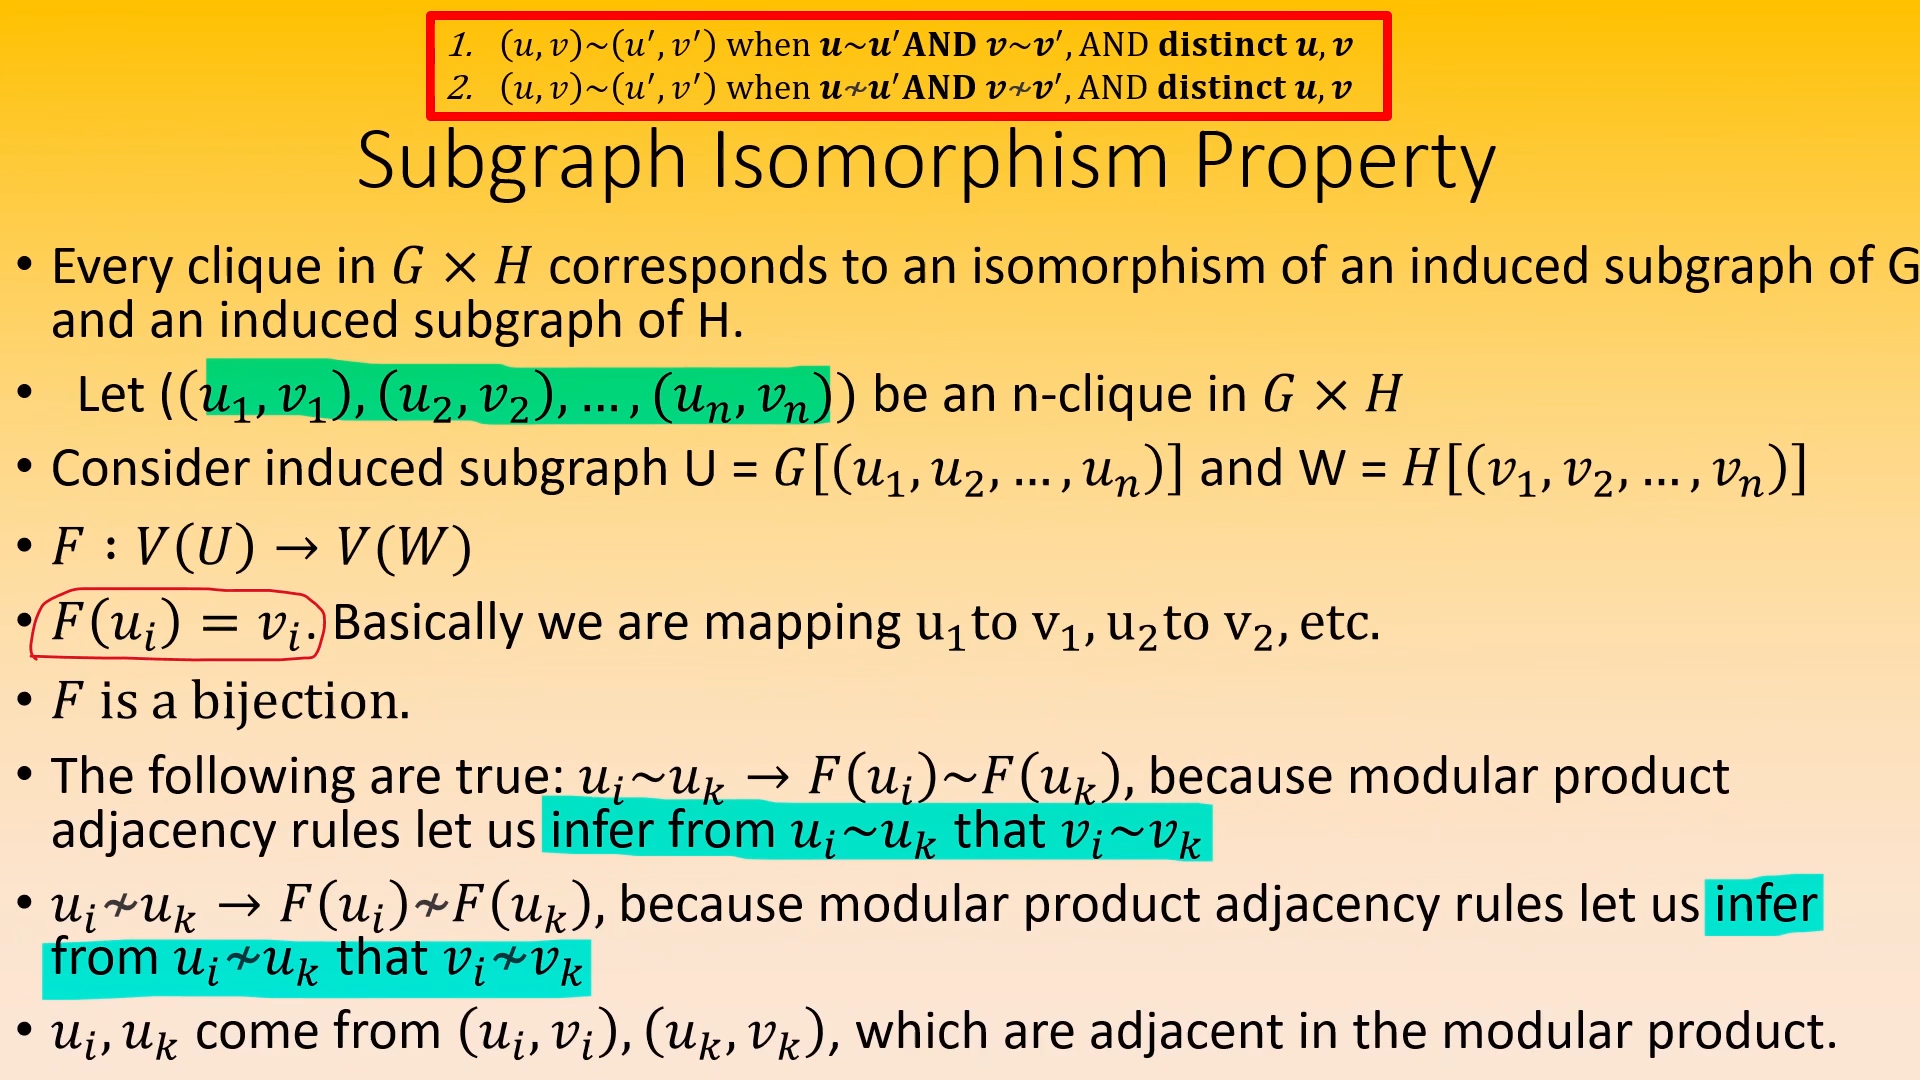 1. (u, v)~(u′, v′) when u~u′AND v~v′, AND distinct u, v
2. (u, v)~(u′, v′) when u≁u′AND v≁v′, AND distinct u, v
Subgraph Isomorphism Property
• Every clique in G × H corresponds to an isomorphism of an induced subgraph of G
and an induced subgraph of H.
• Let ((u₁, v₁), (u₂, v₂), … , (uₙ, vₙ)) be an n-clique in G × H
• Consider induced subgraph U = G[(u₁, u₂, … , uₙ)] and W = H[(v₁, v₂, … , vₙ)]
• F : V(U) → V(W)
• F(uᵢ) = vᵢ. Basically we are mapping u₁to v₁, u₂to v₂, etc.
• F is a bijection.
• The following are true: uᵢ~uₖ → F(uᵢ)~F(uₖ), because modular product
adjacency rules let us infer from uᵢ~uₖ that vᵢ~vₖ
• uᵢ≁uₖ → F(uᵢ)≁F(uₖ), because modular product adjacency rules let us infer
from uᵢ≁uₖ that vᵢ≁vₖ
• uᵢ, uₖ come from (uᵢ, vᵢ), (uₖ, vₖ), which are adjacent in the modular product.